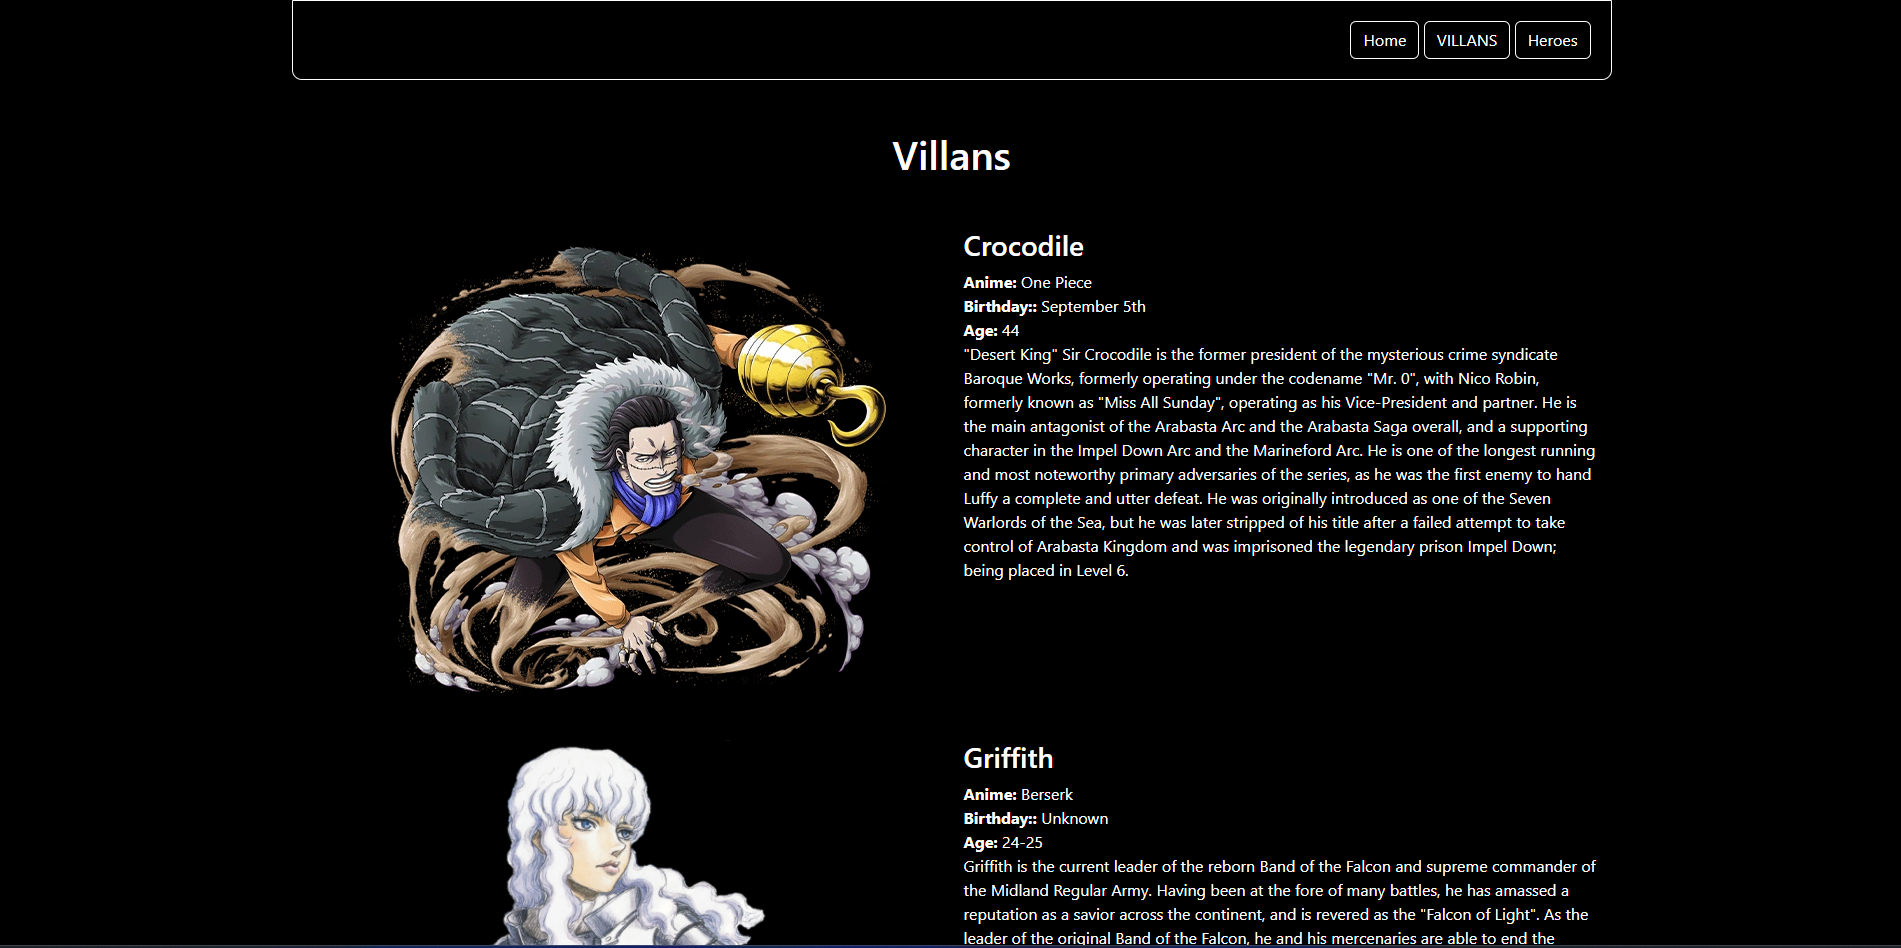 Home VILLANS Heroes
Villans
Crocodile
Anime: One Piece
Birthday:: September 5th
Age: 44
"Desert King" Sir Crocodile is the former president of the mysterious crime syndicate
Baroque Works, formerly operating under the codename "Mr. 0", with Nico Robin,
formerly known as "Miss All Sunday", operating as his Vice-President and partner. He is
the main antagonist of the Arabasta Arc and the Arabasta Saga overall, and a supporting
character in the Impel Down Arc and the Marineford Arc. He is one of the longest running
and most noteworthy primary adversaries of the series, as he was the first enemy to hand
Luffy a complete and utter defeat. He was originally introduced as one of the Seven
Warlords of the Sea, but he was later stripped of his title after a failed attempt to take
control of Arabasta Kingdom and was imprisoned the legendary prison Impel Down;
being placed in Level 6.
Griffith
Anime: Berserk
Birthday:: Unknown
Age: 24-25
Griffith is the current leader of the reborn Band of the Falcon and supreme commander of
the Midland Regular Army. Having been at the fore of many battles, he has amassed a
reputation as a savior across the continent, and is revered as the "Falcon of Light". As the
leader of the original Band of the Falcon, he and his mercenaries are able to end the